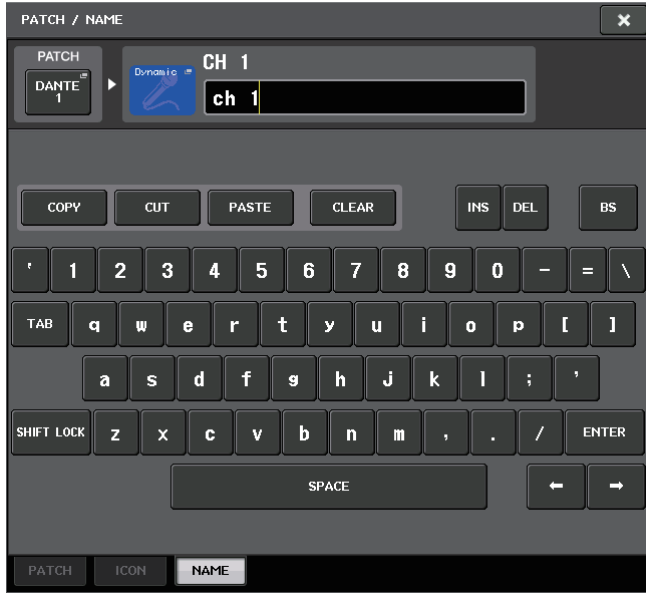 PATCH / NAME ×
PATCH
DANTE
1
Dynamic
CH 1
ch 1
COPY CUT PASTE CLEAR INS DEL BS
' 1 2 3 4 5 6 7 8 9 0 - = \
TAB q w e r t y u i o p [ ]
a s d f g h j k l ; '
SHIFT LOCK z x c v b n m , . / ENTER
SPACE ← →
PATCH ICON NAME